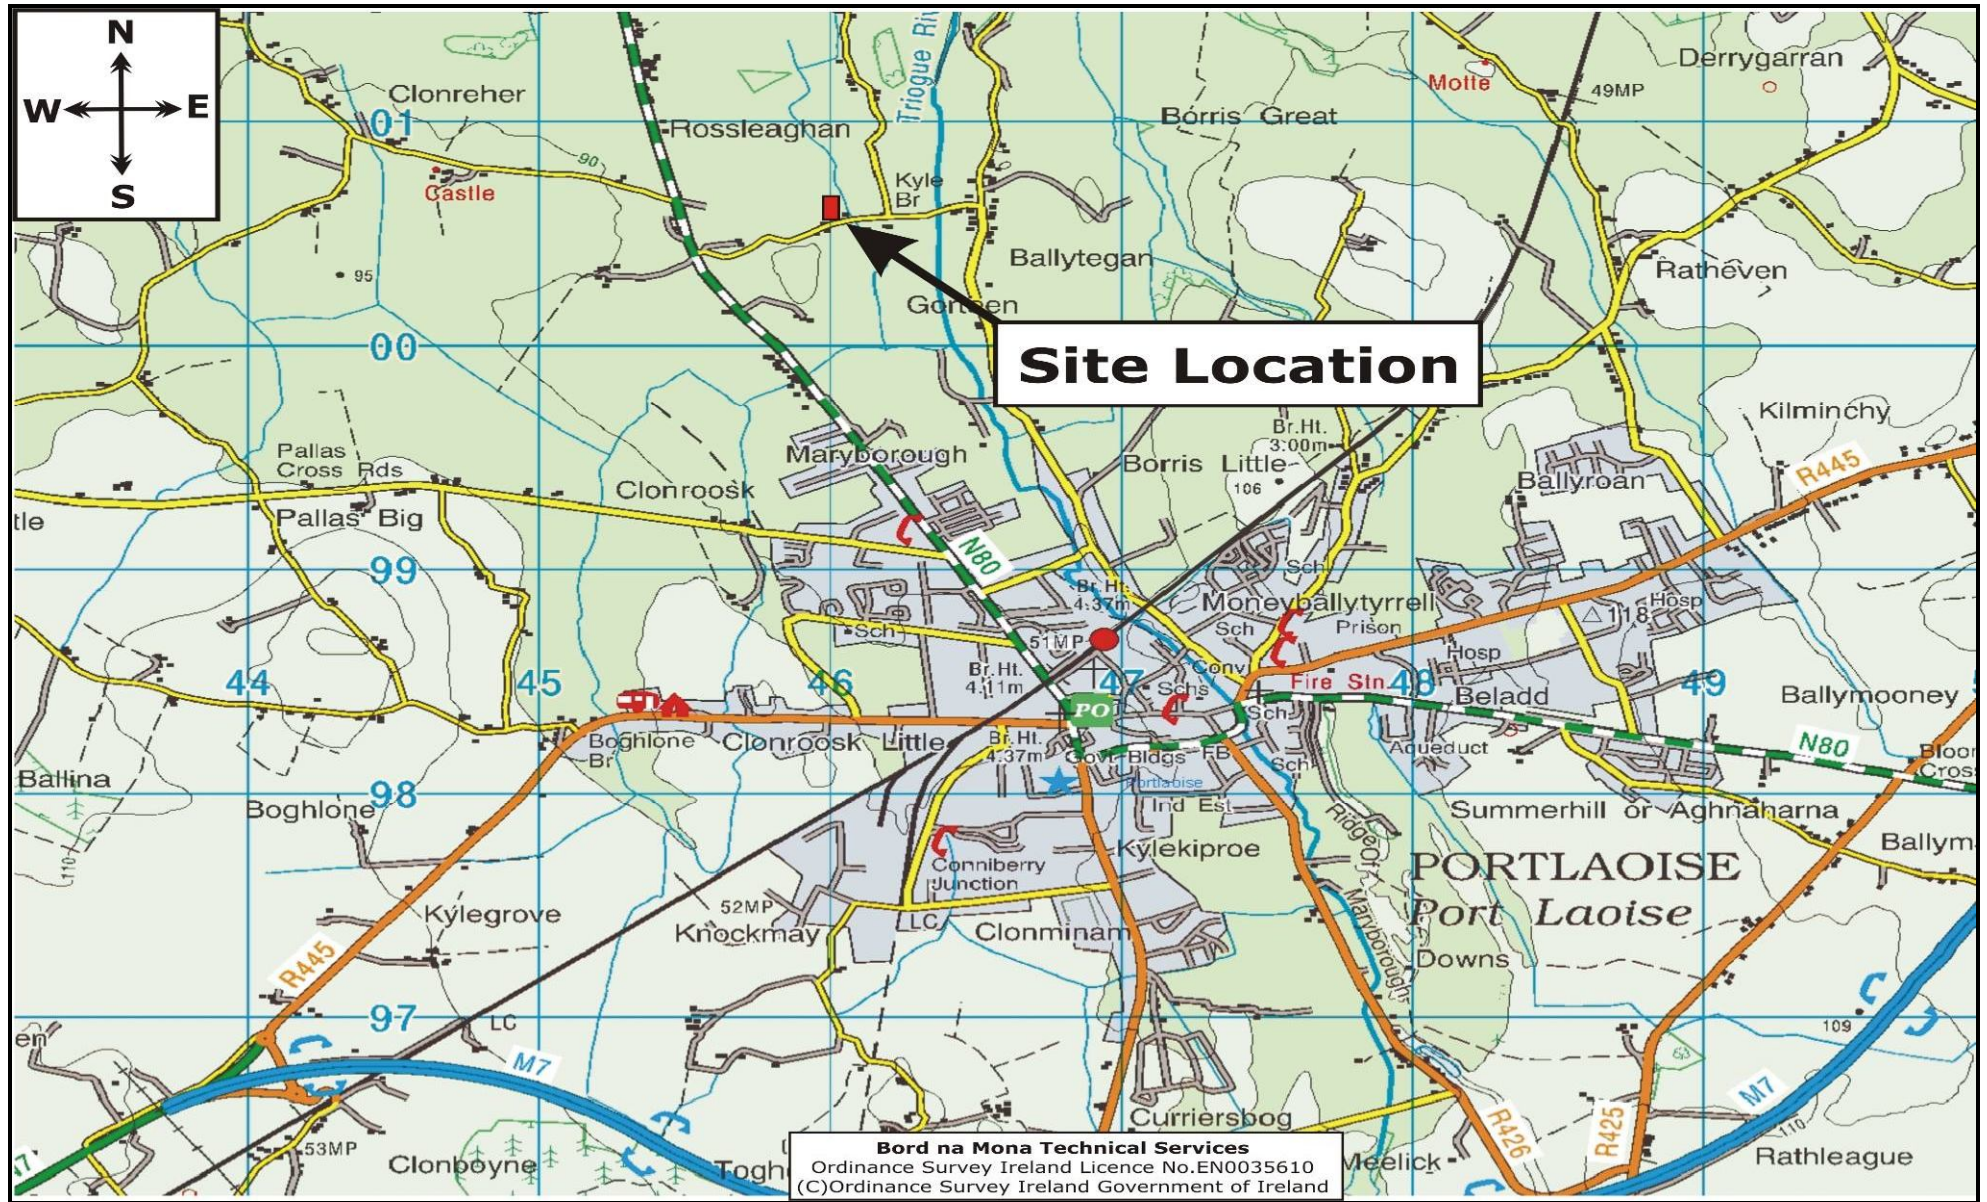 N
W E
S
Clonreher
01
Rossleaghan
Triogue
Borris Great
Motte
49MP
Derrygarran
90
Castle
Kyle
Br
95
Ballytegan
Ratheven
00
Site Location
Kilminchy
Pallas
Cross Rds
Maryborough
Br.Ht.
3:00m
Borris Little
106
Clonroosk
Ballyroan
R445
tle
Pallas Big
N80
99
Sch
Br.Ht.
4.37m
Moneyballytyrrell
Hosp
118
Sch
51MP
Sch
Prison
Hosp
Br.Ht.
4.11m
Conv
44
45
46
47
Schs
Fire Stn
48
49
Beladd
Ballymooney
PO
Sch
Boghlone
Br
Clonroosk Little
Br.Ht.
4.37m
Govt Bldgs
FB
Sch
Aqueduct
N80
Bloom
Cross
Ballina
98
Portlaoise
Boghlone
Ind Est
Summerhill or Aghnaharna
110
Kylekiproe
Ridge Of
Maryborough
Ballym
Conniberry
Junction
PORTLAOISE
Port Laoise
Kylegrove
52MP
Knockmay
LC
Clonminam
Downs
R445
97
LC
109
en
M7
M7
Curriersbog
R426
R425
110
53MP
Clonboyne
Togh
Meelick
Rathleague
Bord na Mona Technical Services
Ordinance Survey Ireland Licence No.EN0035610
(C)Ordinance Survey Ireland Government of Ireland